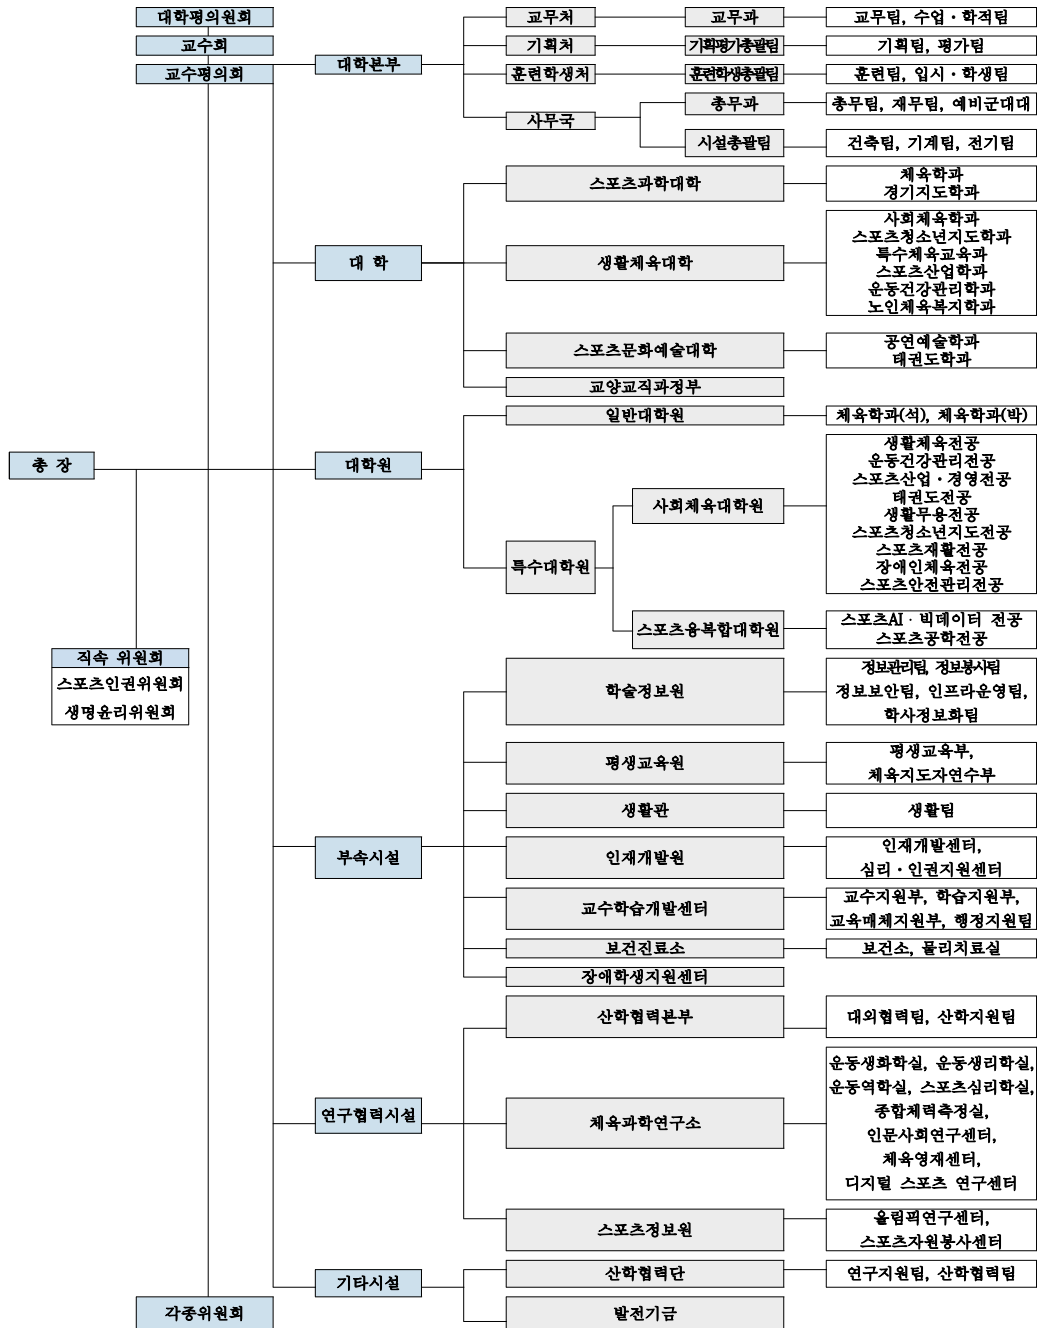 대학평의원회
교수회
교수평의회
대학본부
교무처
교무과
교무팀, 수업・학적팀
기획처
기획평가총괄팀
기획팀, 평가팀
훈련학생처
훈련학생총괄팀
훈련팀, 입시・학생팀
사무국
총무과
총무팀, 재무팀, 예비군대대
시설총괄팀
건축팀, 기계팀, 전기팀
대 학
스포츠과학대학
체육학과
경기지도학과
생활체육대학
사회체육학과
스포츠청소년지도학과
특수체육교육과
스포츠산업학과
운동건강관리학과
노인체육복지학과
스포츠문화예술대학
공연예술학과
태권도학과
교양교직과정부
총 장
대학원
일반대학원
체육학과(석), 체육학과(박)
특수대학원
사회체육대학원
생활체육전공
운동건강관리전공
스포츠산업・경영전공
태권도전공
생활무용전공
스포츠청소년지도전공
스포츠재활전공
장애인체육전공
스포츠안전관리전공
스포츠융복합대학원
스포츠AI · 빅데이터 전공
스포츠공학전공
직속 위원회
스포츠인권위원회
생명윤리위원회
부속시설
학술정보원
정보관리팀, 정보봉사팀
정보보안팀, 인프라운영팀,
학사정보화팀
평생교육원
평생교육부,
체육지도자연수부
생활관
생활팀
인재개발원
인재개발센터,
심리・인권지원센터
교수학습개발센터
교수지원부, 학습지원부,
교육매체지원부, 행정지원팀
보건진료소
보건소, 물리치료실
장애학생지원센터
연구협력시설
산학협력본부
대외협력팀, 산학지원팀
체육과학연구소
운동생화학실, 운동생리학실,
운동역학실, 스포츠심리학실,
종합체력측정실,
인문사회연구센터,
체육영재센터,
디지털 스포츠 연구센터
스포츠정보원
올림픽연구센터,
스포츠자원봉사센터
기타시설
산학협력단
연구지원팀, 산학협력팀
발전기금
각종위원회